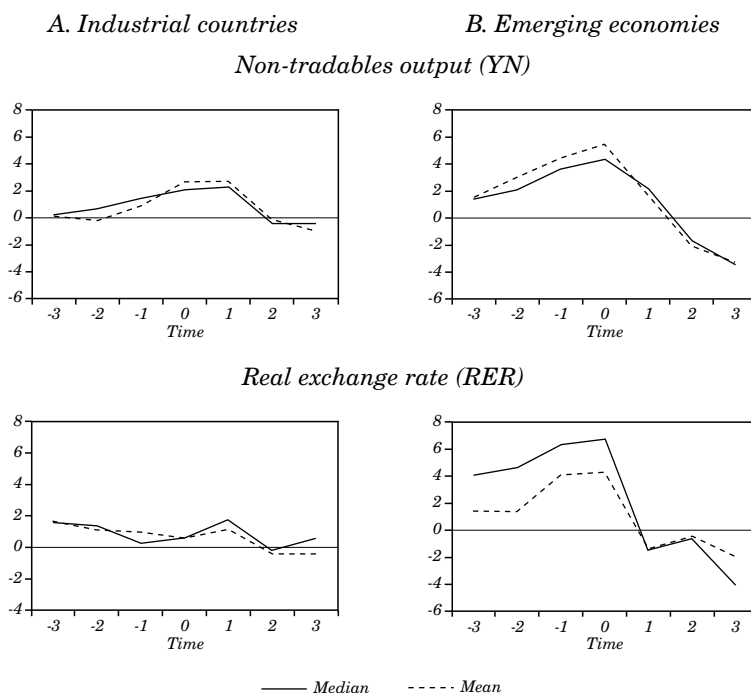 A. Industrial countries
B. Emerging economies
Non-tradables output (YN)
8
6
4
2
0
-2
-4
-6
-3 -2 -1 0 1 2 3
Time
8
6
4
2
0
-2
-4
-6
-3 -2 -1 0 1 2 3
Time
Real exchange rate (RER)
8
6
4
2
0
-2
-4
-3 -2 -1 0 1 2 3
Time
8
6
4
2
0
-2
-4
-6
-3 -2 -1 0 1 2 3
Time
Median Mean